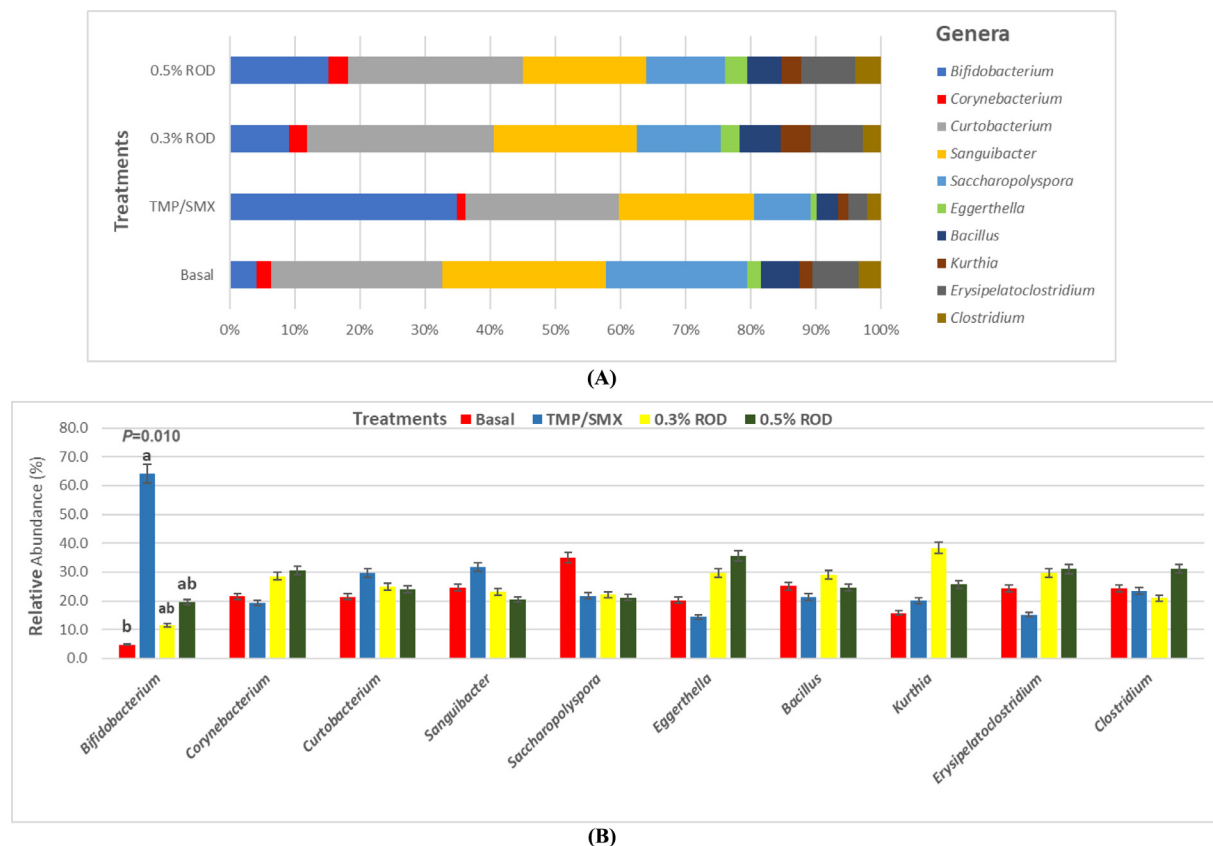 Genera
Bifidobacterium
Corynebacterium
Curtobacterium
Sanguibacter
Saccharopolyspora
Eggerthella
Bacillus
Kurthia
Erysipelatoclostridium
Clostridium
Treatments
0.5% ROD
0.3% ROD
TMP/SMX
Basal
0% 10% 20% 30% 40% 50% 60% 70% 80% 90% 100%
(A)
Treatments Basal TMP/SMX 0.3% ROD 0.5% ROD
Relative Abundance (%)
80.0
70.0
60.0
50.0
40.0
30.0
20.0
10.0
0.0
P=0.010
a
ab
ab
b
Bifidobacterium
Corynebacterium
Curtobacterium
Sanguibacter
Saccharopolyspora
Eggerthella
Bacillus
Kurthia
Erysipelatoclostridium
Clostridium
(B)